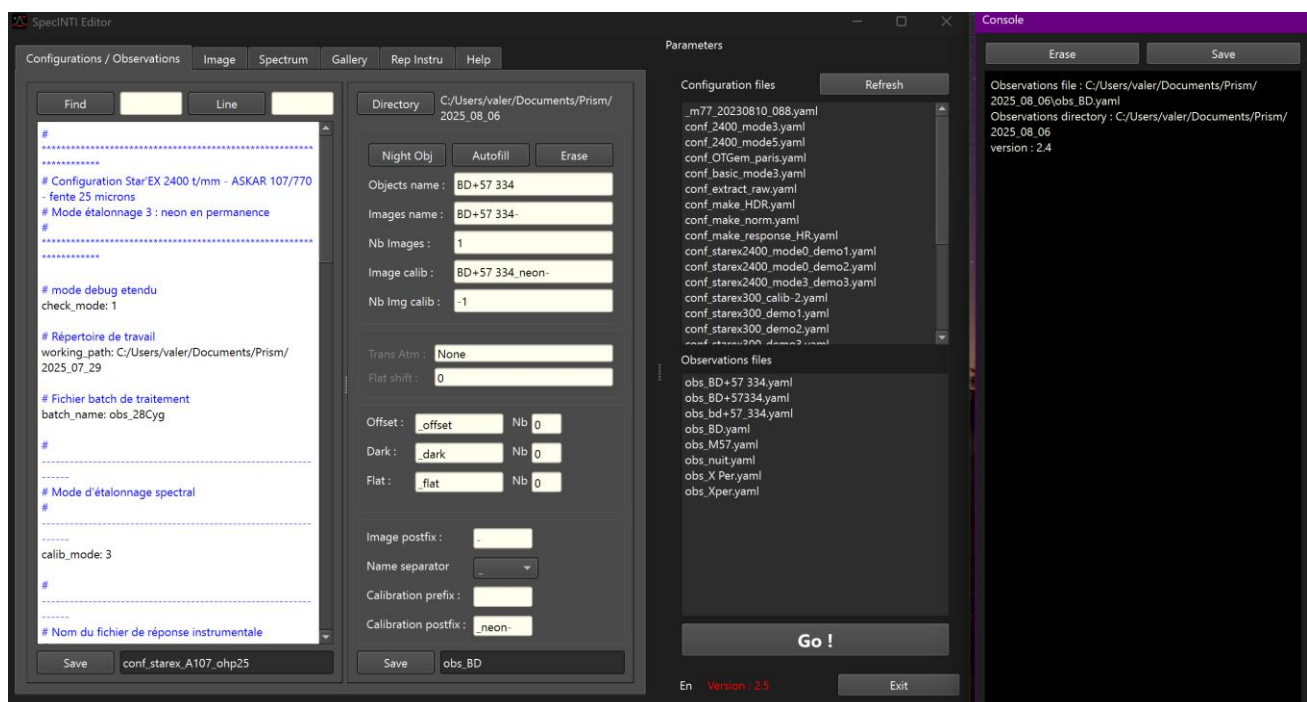 SpecINTI Editor
Configurations / Observations
Image
Spectrum
Gallery
Rep Instru
Help
Find
Line
#
************************************************************
************
# Configuration Star'EX 2400 t/mm - ASKAR 107/770
- fente 25 microns
# Mode étalonnage 3 : neon en permanence
#
************************************************************
************
# mode debug etendu
check_mode: 1
# Répertoire de travail
working_path: C:/Users/valer/Documents/Prism/
2025_07_29
# Fichier batch de traitement
batch_name: obs_28Cyg
#
------------------------------------------------------------------
------
# Mode d'étalonnage spectral
#
------------------------------------------------------------------
------
calib_mode: 3
#
------------------------------------------------------------------
------
# Nom du fichier de réponse instrumentale
Save
conf_starex_A107_ohp25
Directory
C:/Users/valer/Documents/Prism/
2025_08_06
Night Obj
Autofill
Erase
Objects name : BD+57 334
Images name : BD+57 334-
Nb Images : 1
Image calib : BD+57 334_neon-
Nb Img calib : -1
Trans Atm : None
Flat shift : 0
Offset : _offset Nb 0
Dark : _dark Nb 0
Flat : _flat Nb 0
Image postfix : -
Name separator _
Calibration prefix :
Calibration postfix : _neon-
Save
obs_BD
Parameters
Configuration files
Refresh
_m77_20230810_088.yaml
conf_2400_mode3.yaml
conf_2400_mode5.yaml
conf_OTGem_paris.yaml
conf_basic_mode3.yaml
conf_extract_raw.yaml
conf_make_HDR.yaml
conf_make_norm.yaml
conf_make_response_HR.yaml
conf_starex2400_mode0_demo1.yaml
conf_starex2400_mode0_demo2.yaml
conf_starex2400_mode3_demo3.yaml
conf_starex300_calib-2.yaml
conf_starex300_demo1.yaml
conf_starex300_demo2.yaml
conf_starex300_demo3.yaml
Observations files
obs_BD+57 334.yaml
obs_BD+57334.yaml
obs_bd+57_334.yaml
obs_BD.yaml
obs_M57.yaml
obs_nuit.yaml
obs_X Per.yaml
obs_Xper.yaml
Go !
En
Version : 2.5
Exit
Console
Erase
Save
Observations file : C:/Users/valer/Documents/Prism/
2025_08_06\obs_BD.yaml
Observations directory : C:/Users/valer/Documents/Prism/
2025_08_06
version : 2.4